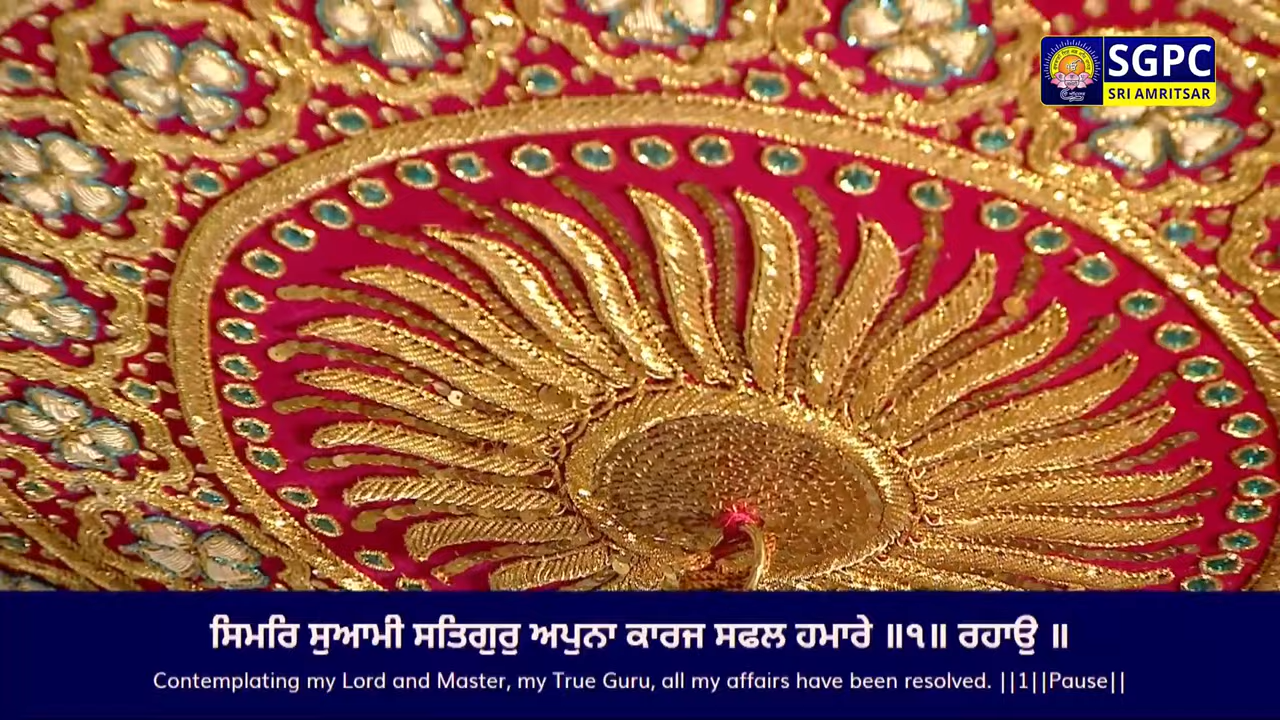 SGPC
SRI AMRITSAR
ਸਿਮਰਿ ਸੁਆਮੀ ਸਤਿਗੁਰੁ ਅਪੁਨਾ ਕਾਰਜ ਸਫਲ ਹਮਾਰੇ ॥੧॥ ਰਹਾਉ ॥
Contemplating my Lord and Master, my True Guru, all my affairs have been resolved. ||1||Pause||